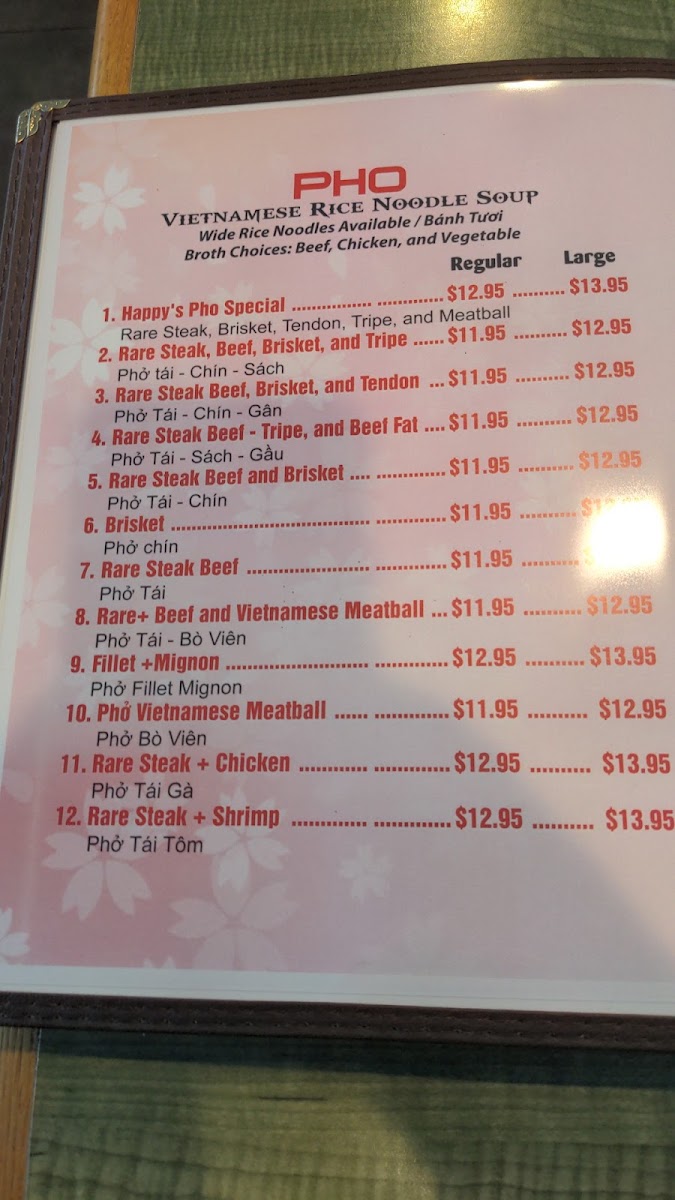 PHO
VIETNAMESE RICE NOODLE SOUP
Wide Rice Noodles Available / Bánh Tươi
Broth Choices: Beef, Chicken, and Vegetable
Regular Large
1. Happy's Pho Special ................ ............. $12.95 .......... $13.95
Rare Steak, Brisket, Tendon, Tripe, and Meatball
2. Rare Steak, Beef, Brisket, and Tripe ...... $11.95 .......... $12.95
Phở tái - Chín - Sách
3. Rare Steak Beef, Brisket, and Tendon ... $11.95 .......... $12.95
Phở Tái - Chín - Gân
4. Rare Steak Beef - Tripe, and Beef Fat .... $11.95 .......... $12.95
Phở Tái - Sách - Gầu
5. Rare Steak Beef and Brisket .... ............. $11.95 .......... $12.95
Phở Tái - Chín
6. Brisket ..................................... ............. $11.95 ..........
Phở chín
7. Rare Steak Beef ...................... ............. $11.95 ..........
Phở Tái
8. Rare+ Beef and Vietnamese Meatball ... $11.95 .......... $12.95
Phở Tái - Bò Viên
9. Fillet +Mignon .......................... ............. $12.95 .......... $13.95
Phở Fillet Mignon
10. Phở Vietnamese Meatball ...... ............. $11.95 .......... $12.95
Phở Bò Viên
11. Rare Steak + Chicken ............ ............. $12.95 .......... $13.95
Phở Tái Gà
12. Rare Steak + Shrimp ............. ............. $12.95 .......... $13.95
Phở Tái Tôm